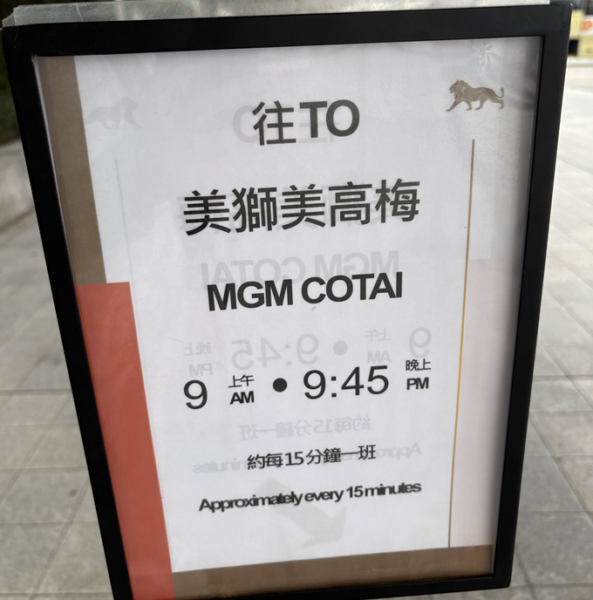 往TO
美獅美高梅
MGM COTAI
9 上午 AM • 9:45 晚上 PM
約每15分鐘一班
Approximately every 15 minutes